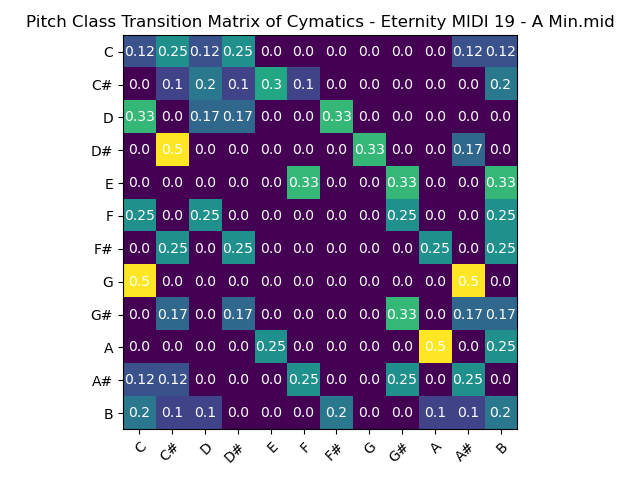 Pitch Class Transition Matrix of Cymatics - Eternity MIDI 19 - A Min.mid
C 0.12 0.25 0.12 0.25 0.0 0.0 0.0 0.0 0.0 0.0 0.12 0.12
C# 0.0 0.1 0.2 0.1 0.3 0.1 0.0 0.0 0.0 0.0 0.0 0.2
D 0.33 0.0 0.17 0.17 0.0 0.0 0.33 0.0 0.0 0.0 0.0 0.0
D# 0.0 0.5 0.0 0.0 0.0 0.0 0.0 0.33 0.0 0.0 0.17 0.0
E 0.0 0.0 0.0 0.0 0.0 0.33 0.0 0.0 0.33 0.0 0.0 0.33
F 0.25 0.0 0.25 0.0 0.0 0.0 0.0 0.0 0.25 0.0 0.0 0.25
F# 0.0 0.25 0.0 0.25 0.0 0.0 0.0 0.0 0.0 0.25 0.0 0.25
G 0.5 0.0 0.0 0.0 0.0 0.0 0.0 0.0 0.0 0.0 0.5 0.0
G# 0.0 0.17 0.0 0.17 0.0 0.0 0.0 0.0 0.33 0.0 0.17 0.17
A 0.0 0.0 0.0 0.0 0.25 0.0 0.0 0.0 0.0 0.5 0.0 0.25
A# 0.12 0.12 0.0 0.0 0.0 0.25 0.0 0.0 0.25 0.0 0.25 0.0
B 0.2 0.1 0.1 0.0 0.0 0.0 0.2 0.0 0.0 0.1 0.1 0.2
C C# D D# E F F# G G# A A# B